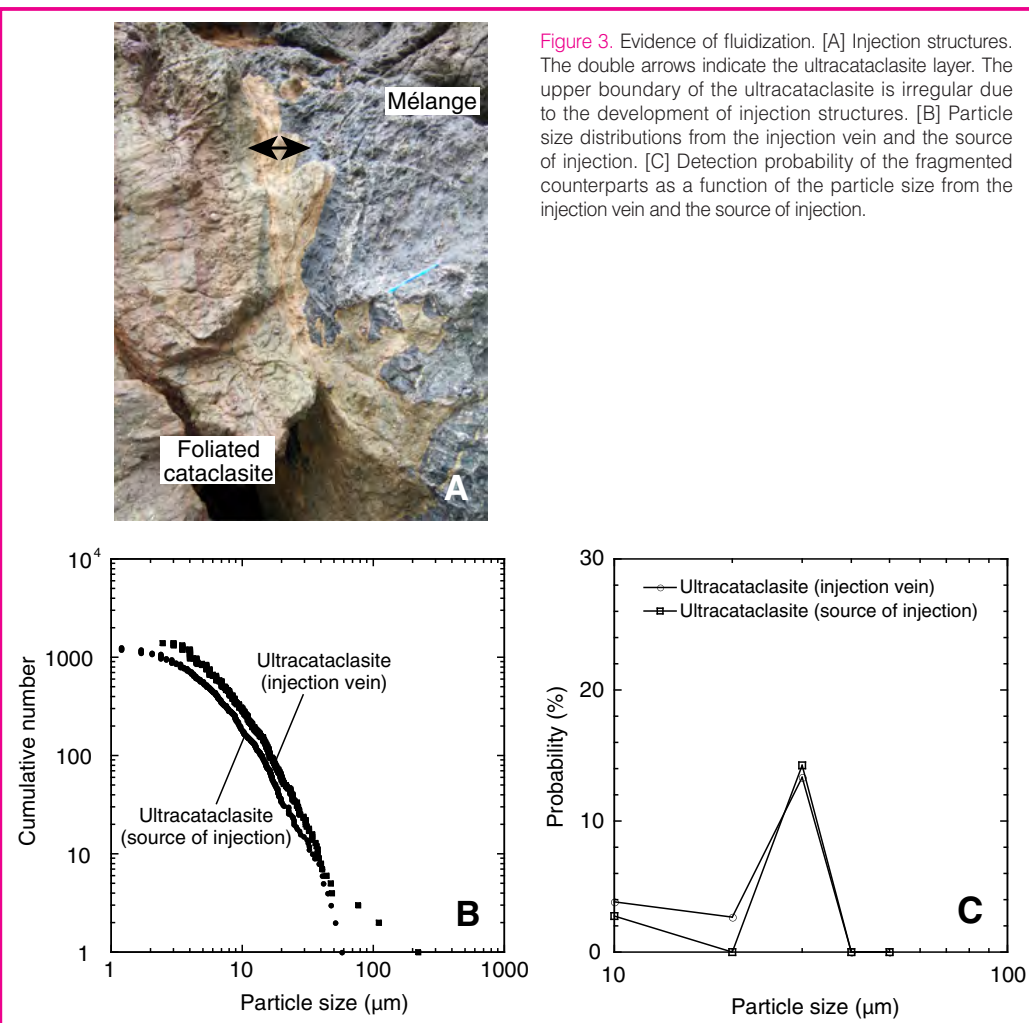 Figure 3. Evidence of fluidization. [A] Injection structures.
The double arrows indicate the ultracataclasite layer. The
upper boundary of the ultracataclasite is irregular due
to the development of injection structures. [B] Particle
size distributions from the injection vein and the source
of injection. [C] Detection probability of the fragmented
counterparts as a function of the particle size from the
injection vein and the source of injection.
Mélange
Foliated
cataclasite
A
10⁴
1000
100
10
1
Cumulative number
Ultracataclasite
(injection vein)
Ultracataclasite
(source of injection)
B
1 10 100 1000
Particle size (µm)
30
20
10
0
Probability (%)
Ultracataclasite (injection vein)
Ultracataclasite (source of injection)
C
10 100
Particle size (µm)